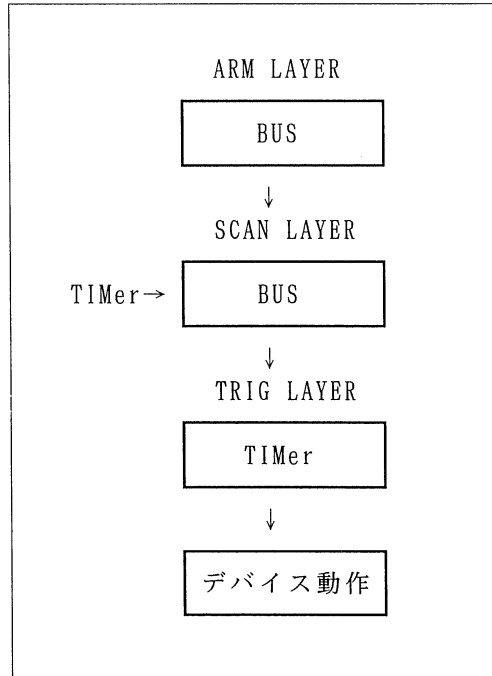 ARM LAYER
BUS
↓
SCAN LAYER
TIMer→ BUS
↓
TRIG LAYER
TIMer
↓
デバイス動作